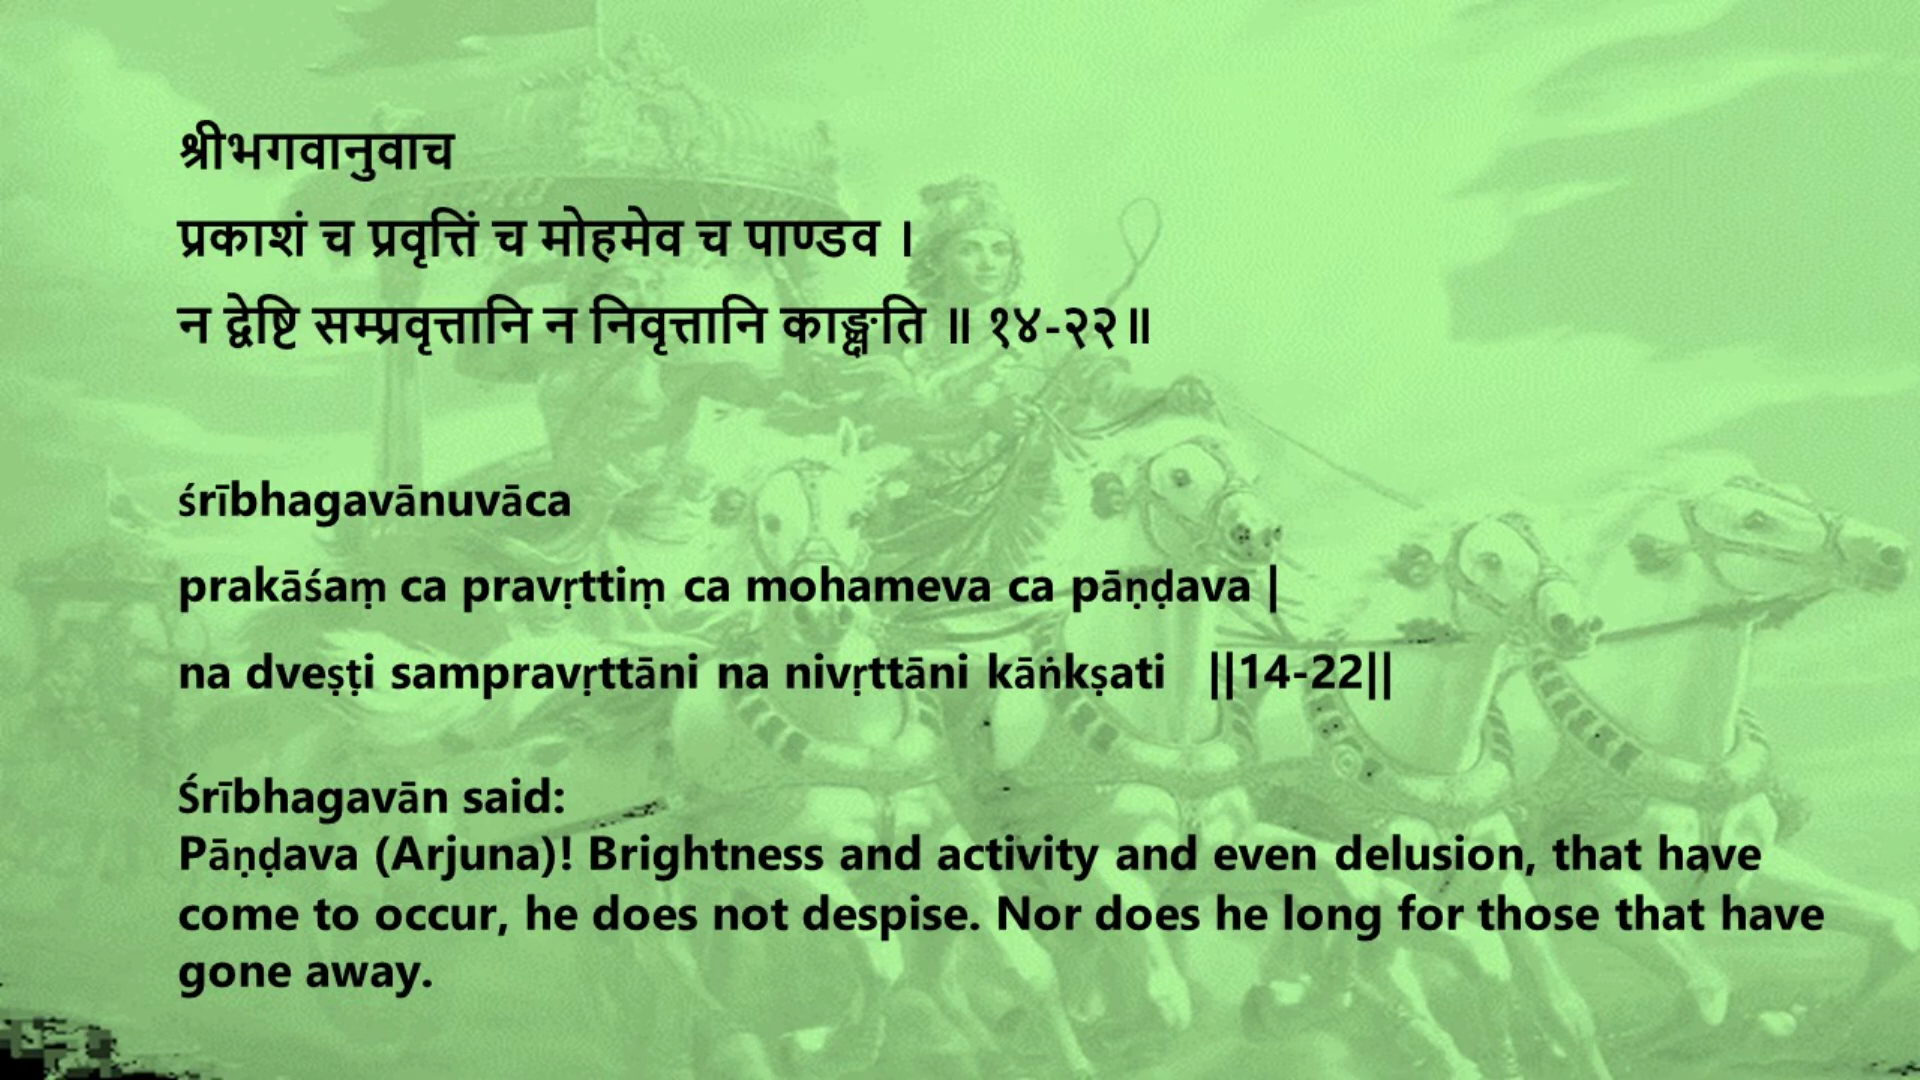 श्रीभगवानुवाच
प्रकाशं च प्रवृत्तिं च मोहमेव च पाण्डव ।
न द्वेष्टि सम्प्रवृत्तानि न निवृत्तानि काङ्क्षति ॥ १४-२२॥
śrībhagavānuvāca
prakāśaṃ ca pravṛttiṃ ca mohameva ca pāṇḍava |
na dveṣṭi sampravṛttāni na nivṛttāni kāṅkṣati ||14-22||
Śrībhagavān said:
Pāṇḍava (Arjuna)! Brightness and activity and even delusion, that have
come to occur, he does not despise. Nor does he long for those that have
gone away.